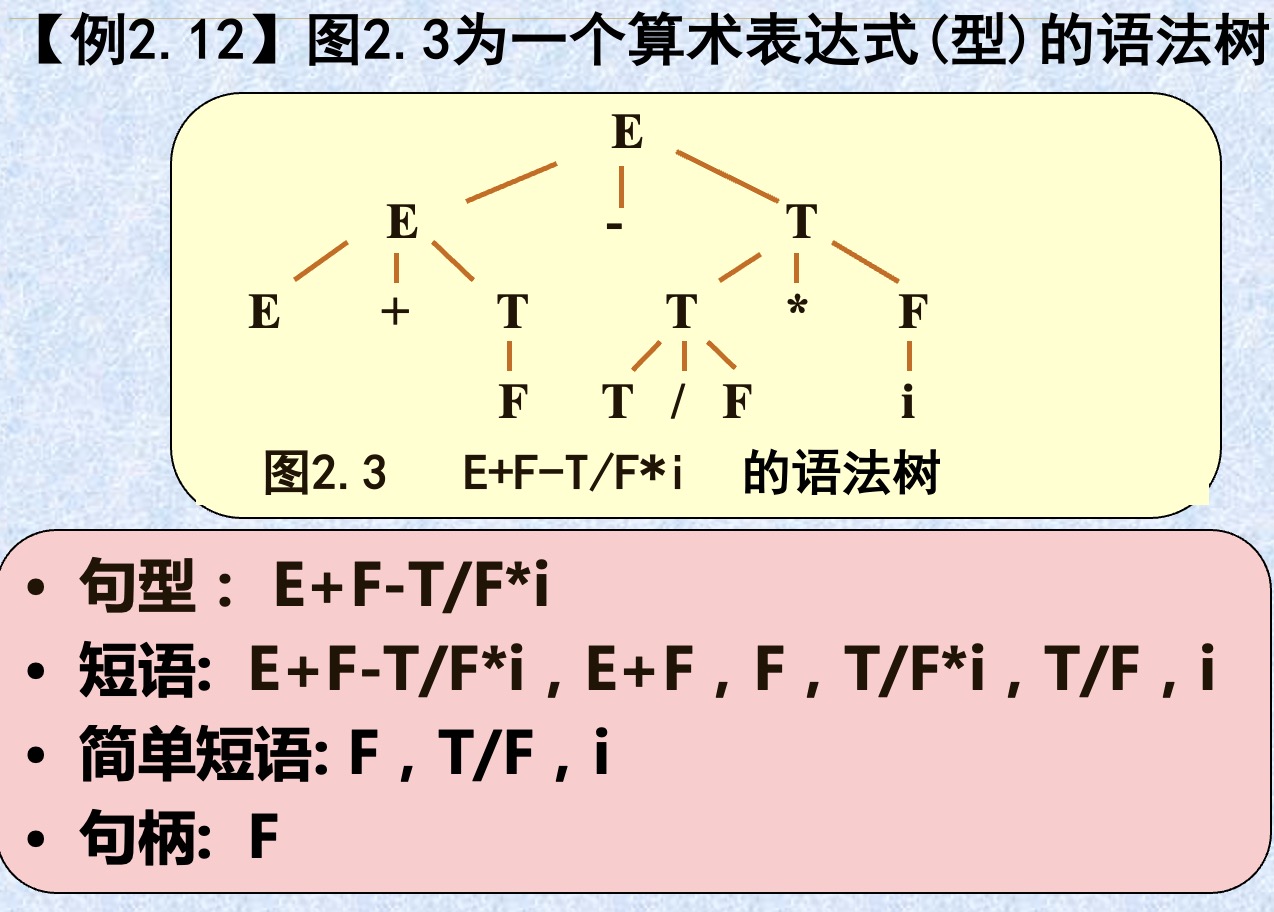 【例2.12】图2.3为一个算术表达式(型)的语法树
E
E - T
E + T T * F
F T / F i
图2.3 E+F-T/F*i 的语法树
• 句型： E+F-T/F*i
• 短语: E+F-T/F*i , E+F , F , T/F*i , T/F , i
• 简单短语: F , T/F , i
• 句柄: F